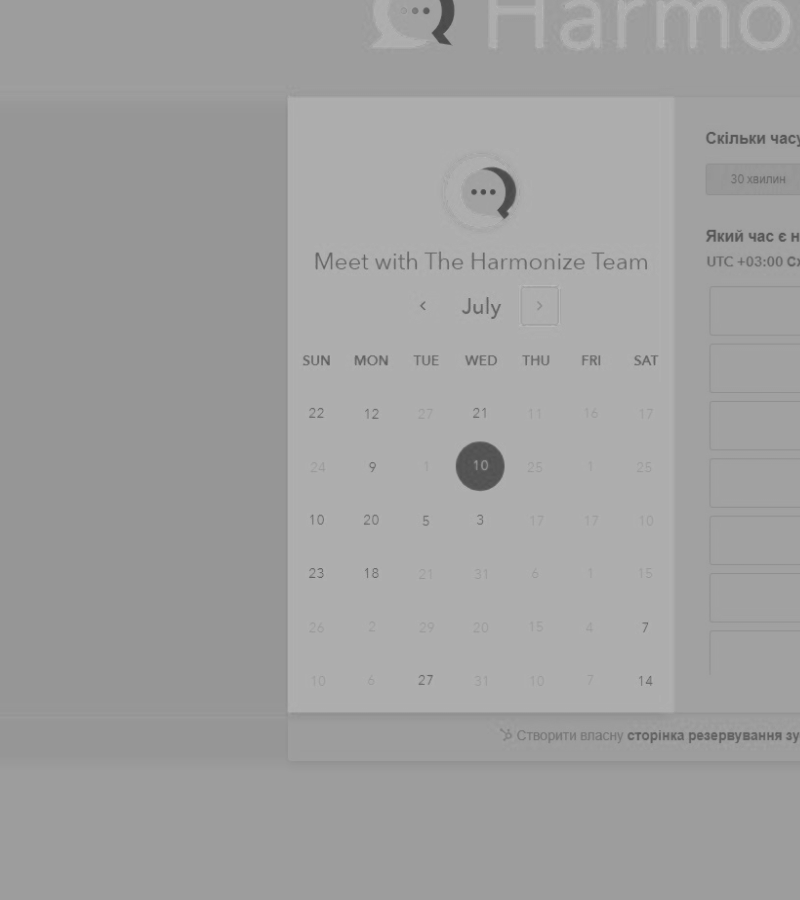 Harmo
Meet with The Harmonize Team
July
SUN MON TUE WED THU FRI SAT
22 12 27 21 11 16 17
24 9 1 10 25 1 25
10 20 5 3 17 17 10
23 18 21 31 6 1 15
26 2 29 20 15 4 7
10 6 27 31 10 7 14
Скільки часу
30 хвилин
Який час є н
UTC +03:00 Сх
Створити власну сторінка резервування зу